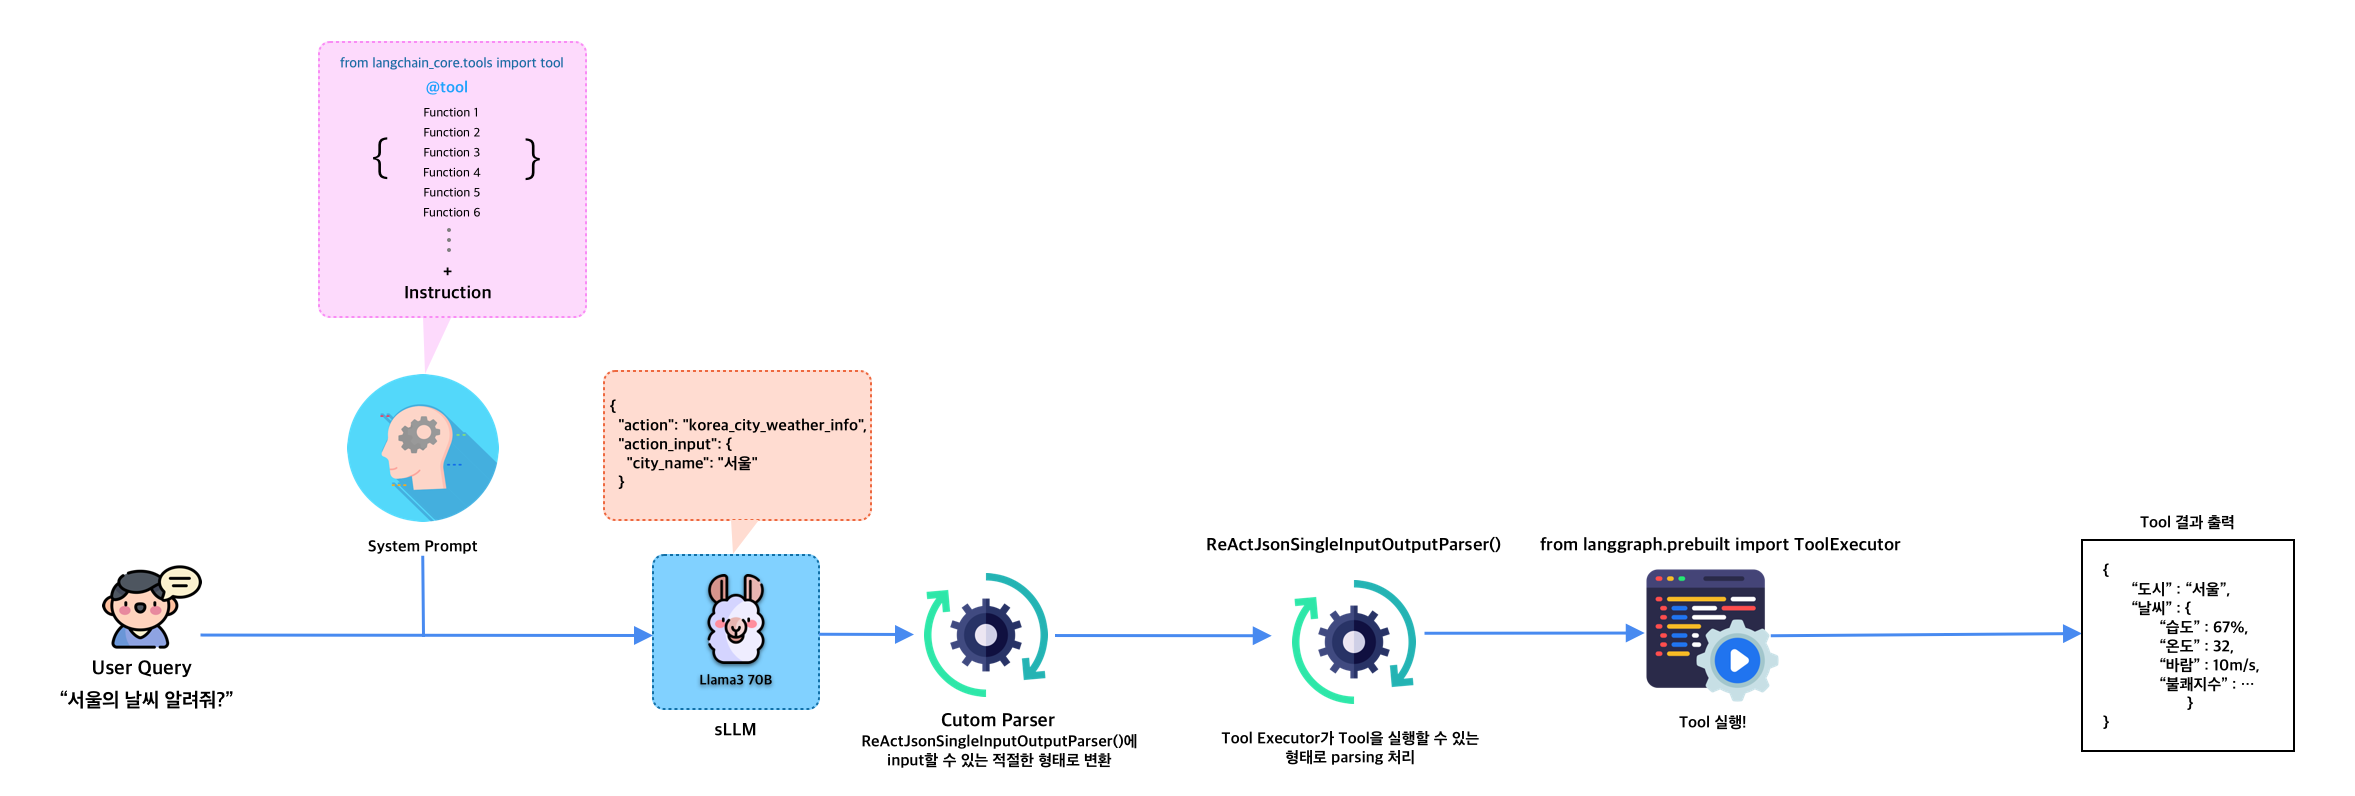 from langchain_core.tools import tool
@tool
Function 1
Function 2
{ Function 3 }
Function 4
Function 5
Function 6
+
Instruction
System Prompt
User Query
“서울의 날씨 알려줘?”
{
"action": "korea_city_weather_info",
"action_input": {
"city_name": "서울"
}
Llama3 70B
sLLM
Cutom Parser
ReActJsonSingleInputOutputParser()에
input할 수 있는 적절한 형태로 변환
ReActJsonSingleInputOutputParser()
Tool Executor가 Tool을 실행할 수 있는
형태로 parsing 처리
from langgraph.prebuilt import ToolExecutor
Tool 실행!
Tool 결과 출력
{
“도시” : “서울”,
“날씨” : {
“습도” : 67%,
“온도” : 32,
“바람” : 10m/s,
“불쾌지수” : …
}
}